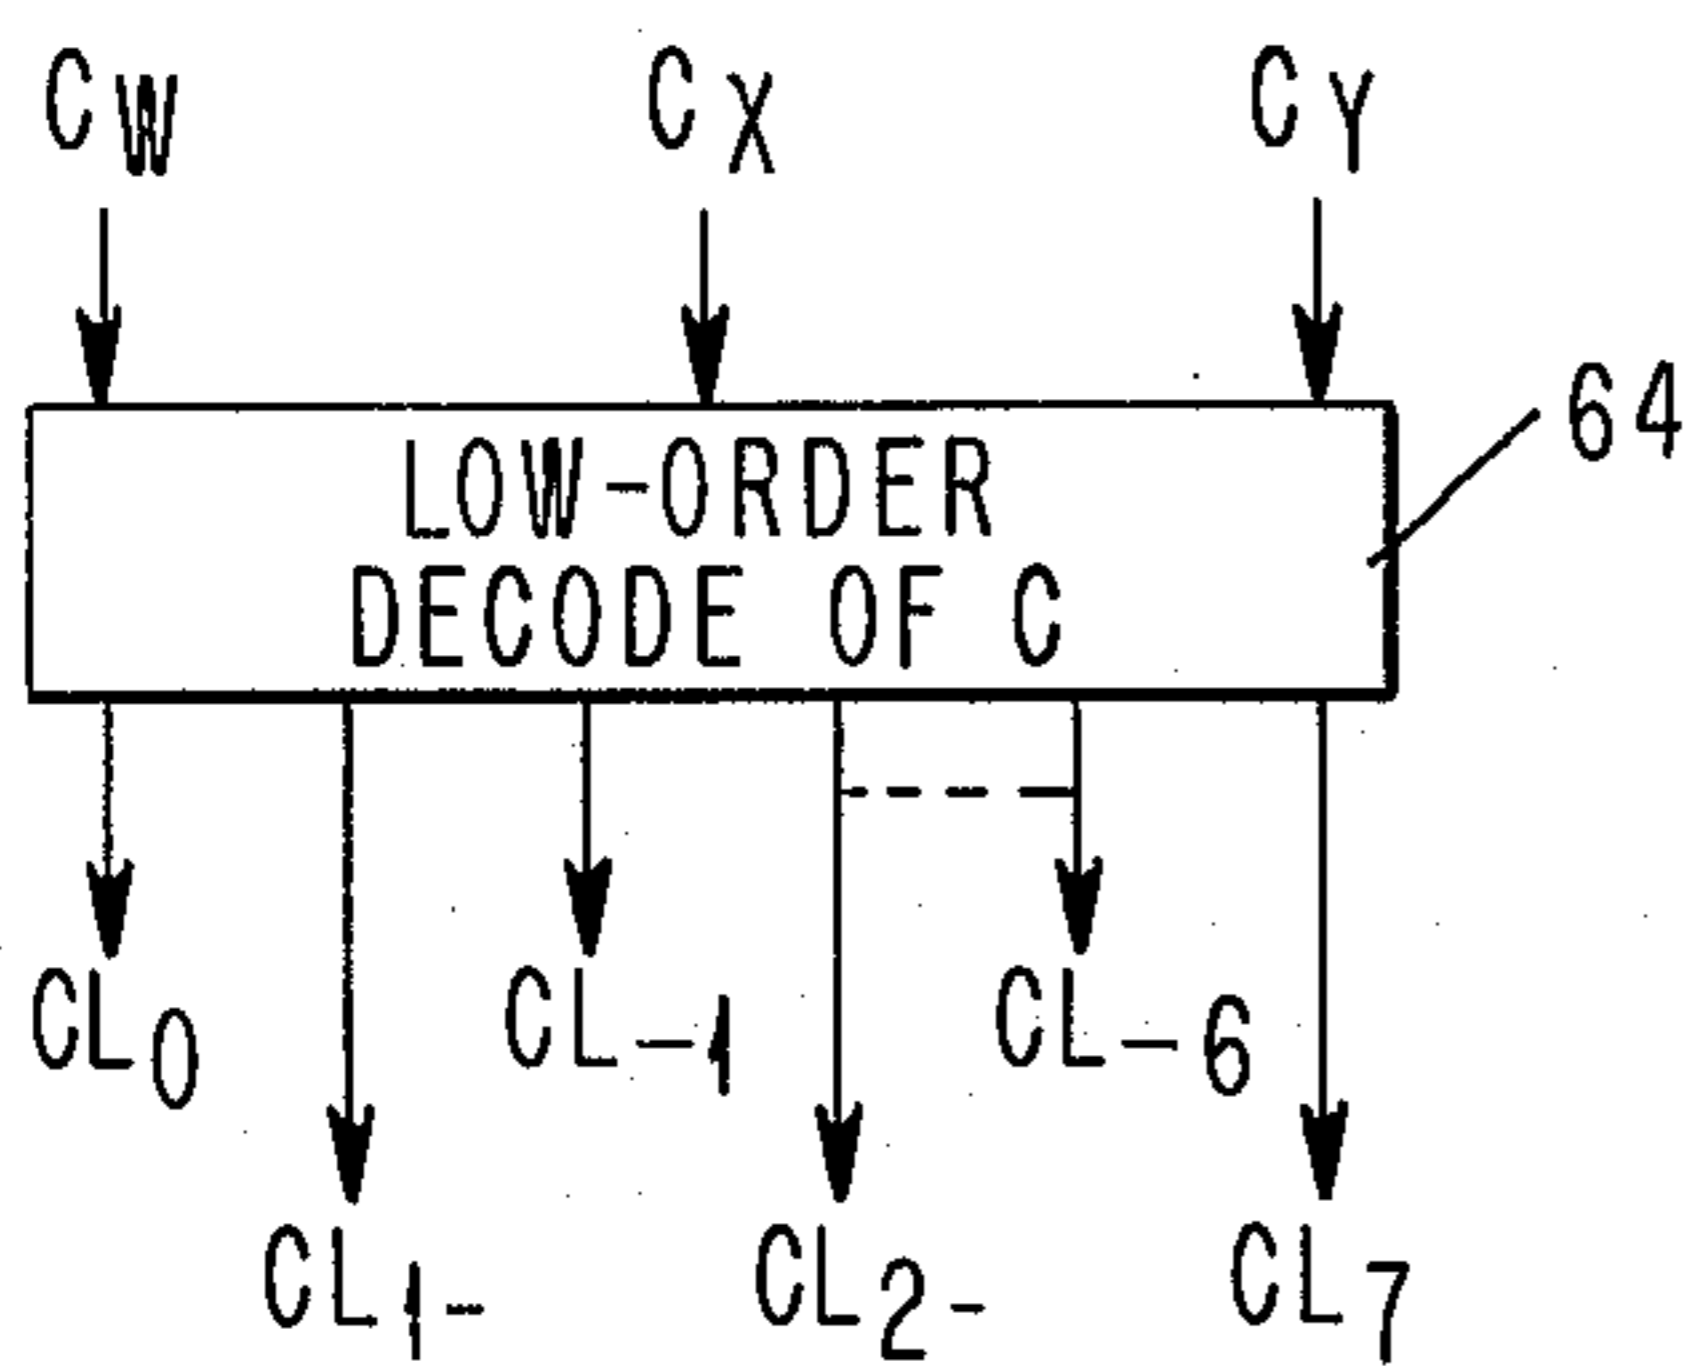 CW CX CY
64
LOW-ORDER
DECODE OF C
CL0 CL-1 CL-6
CL1- CL2- CL7